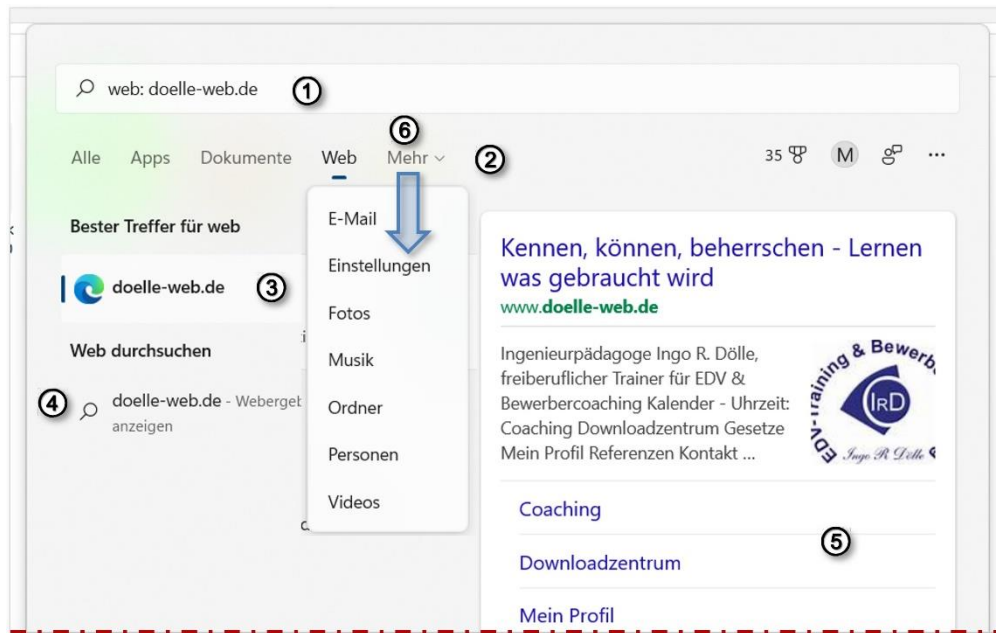 web: doelle-web.de ①
⑥
Alle Apps Dokumente Web Mehr ② 35 M ...
Bester Treffer für web
doelle-web.de ③
Web durchsuchen
④ doelle-web.de - Weberget
anzeigen
E-Mail
Einstellungen
Fotos
Musik
Ordner
Personen
Videos
Kennen, können, beherrschen - Lernen
was gebraucht wird
www.doelle-web.de
Ingenieurpädagoge Ingo R. Dölle,
freiberuflicher Trainer für EDV &
Bewerbercoaching Kalender - Uhrzeit:
Coaching Downloadzentrum Gesetze
Mein Profil Referenzen Kontakt ...
EDV-Training & Bewerb
IRD
Ingo R Dölle
Coaching
⑤
Downloadzentrum
Mein Profil